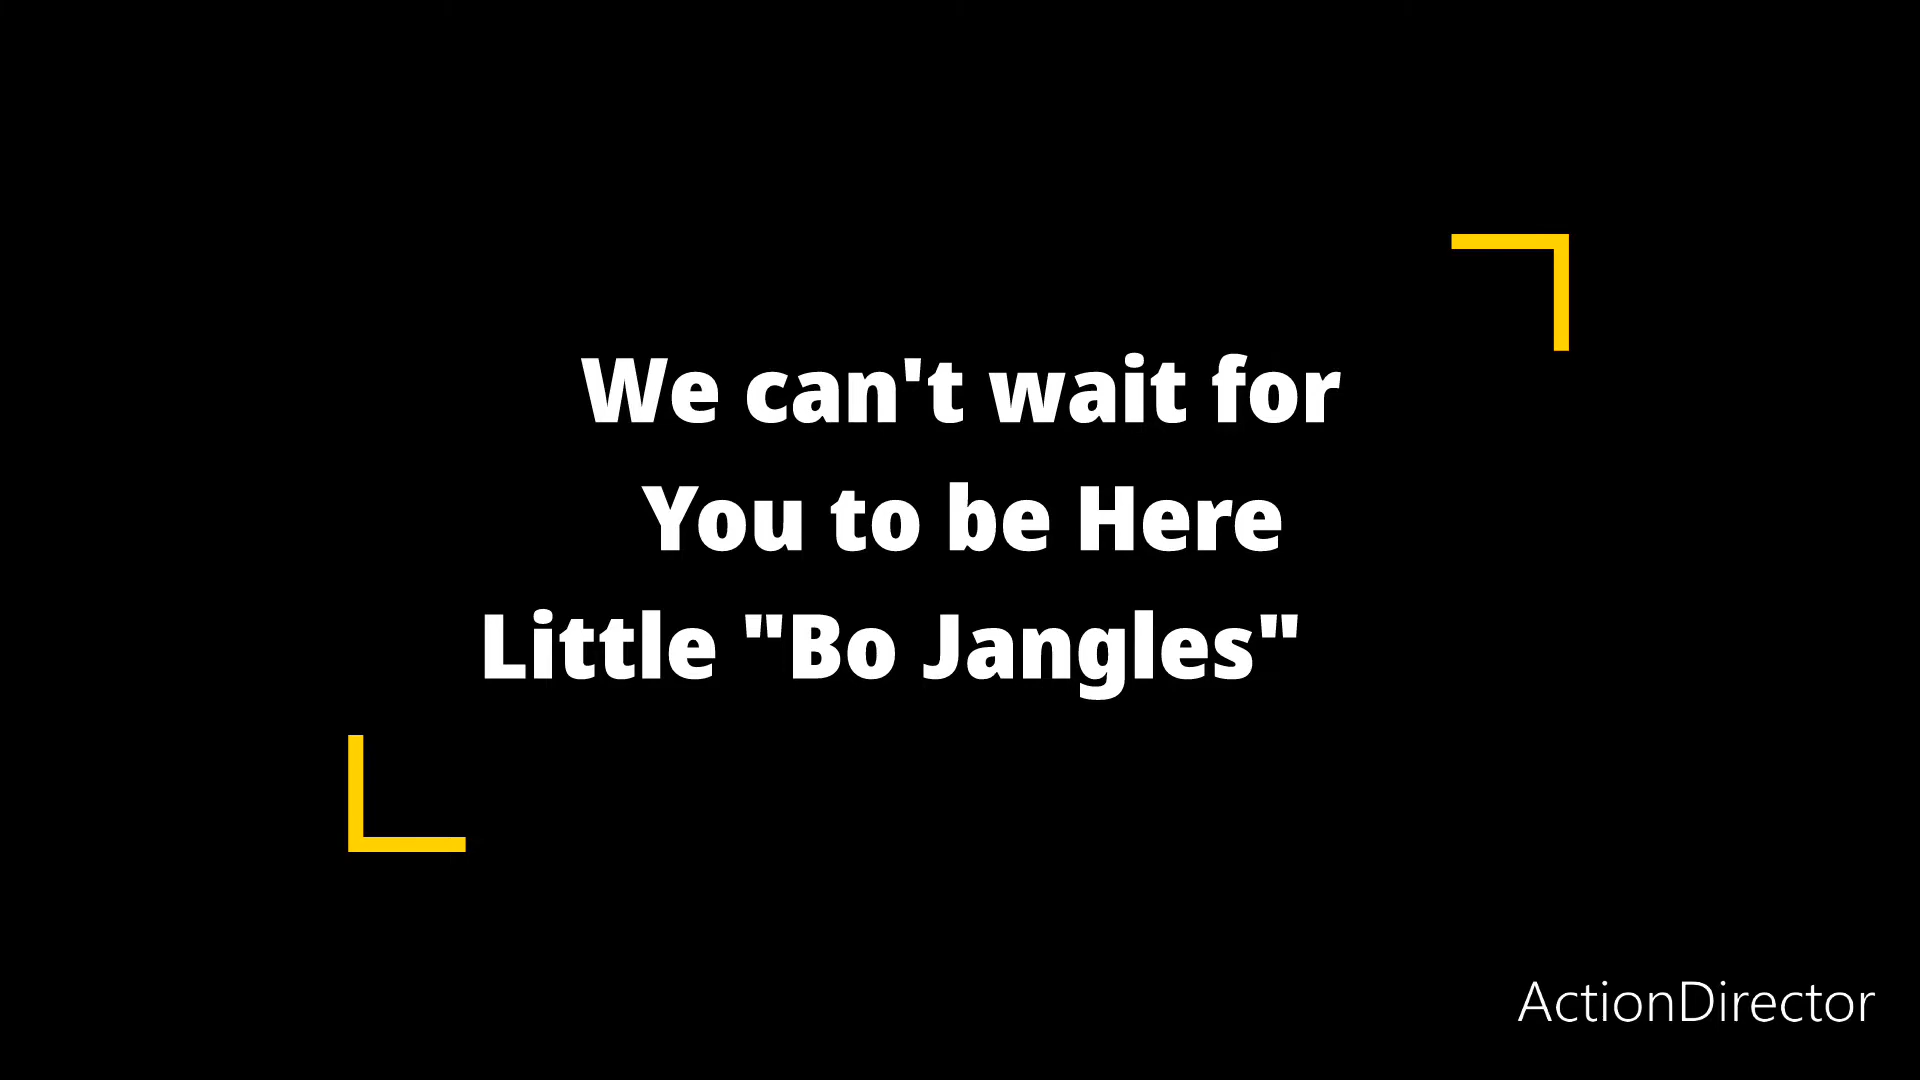 We can't wait for
You to be Here
Little "Bo Jangles"
ActionDirector